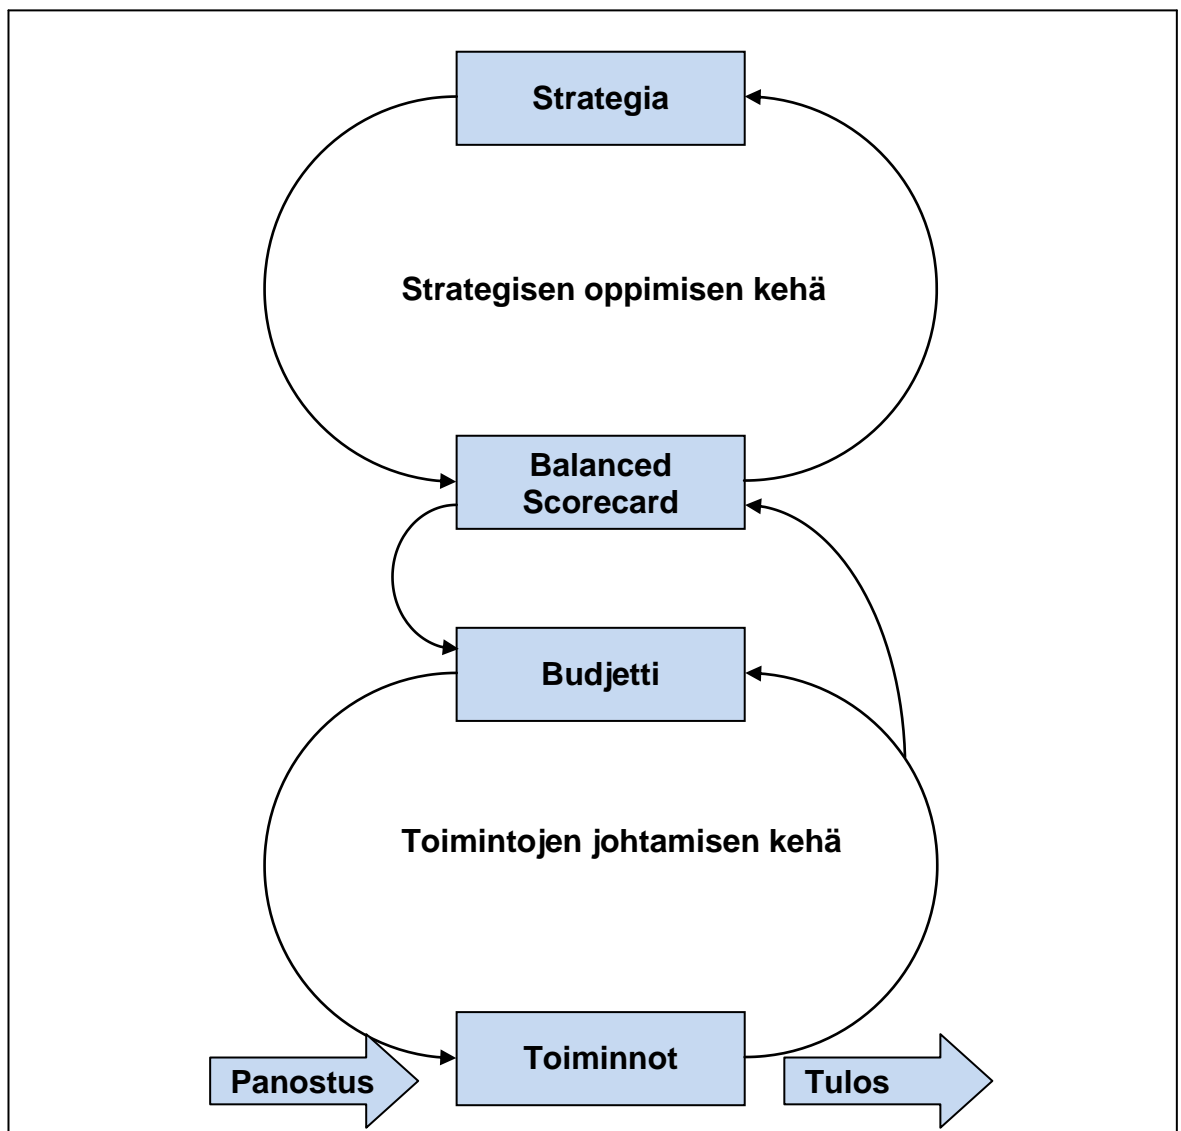 Strategia
Strategisen oppimisen kehä
Balanced
Scorecard
Budjetti
Toimintojen johtamisen kehä
Toiminnot
Panostus
Tulos